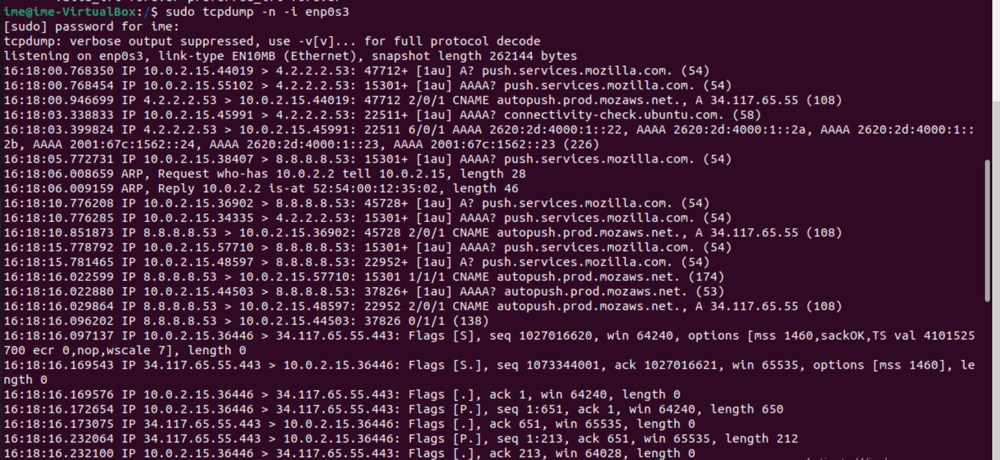 ime@ime-VirtualBox:/$ sudo tcpdump -n -i enp0s3
[sudo] password for ime:
tcpdump: verbose output suppressed, use -v[v]... for full protocol decode
listening on enp0s3, link-type EN10MB (Ethernet), snapshot length 262144 bytes
16:18:00.768350 IP 10.0.2.15.44019 > 4.2.2.2.53: 47712+ [1au] A? push.services.mozilla.com. (54)
16:18:00.768454 IP 10.0.2.15.55102 > 4.2.2.2.53: 15301+ [1au] AAAA? push.services.mozilla.com. (54)
16:18:00.946699 IP 4.2.2.2.53 > 10.0.2.15.44019: 47712 2/0/1 CNAME autopush.prod.mozaws.net., A 34.117.65.55 (108)
16:18:03.338833 IP 10.0.2.15.45991 > 4.2.2.2.53: 22511+ [1au] AAAA? connectivity-check.ubuntu.com. (58)
16:18:03.399824 IP 4.2.2.2.53 > 10.0.2.15.45991: 22511 6/0/1 AAAA 2620:2d:4000:1::22, AAAA 2620:2d:4000:1::2a, AAAA 2620:2d:4000:1::
2b, AAAA 2001:67c:1562::24, AAAA 2620:2d:4000:1::23, AAAA 2001:67c:1562::23 (226)
16:18:05.772731 IP 10.0.2.15.38407 > 8.8.8.8.53: 15301+ [1au] AAAA? push.services.mozilla.com. (54)
16:18:06.008659 ARP, Request who-has 10.0.2.2 tell 10.0.2.15, length 28
16:18:06.009159 ARP, Reply 10.0.2.2 is-at 52:54:00:12:35:02, length 46
16:18:10.776208 IP 10.0.2.15.36902 > 8.8.8.8.53: 45728+ [1au] A? push.services.mozilla.com. (54)
16:18:10.776285 IP 10.0.2.15.34335 > 4.2.2.2.53: 15301+ [1au] AAAA? push.services.mozilla.com. (54)
16:18:10.851873 IP 8.8.8.8.53 > 10.0.2.15.36902: 45728 2/0/1 CNAME autopush.prod.mozaws.net., A 34.117.65.55 (108)
16:18:15.778792 IP 10.0.2.15.57710 > 8.8.8.8.53: 15301+ [1au] AAAA? push.services.mozilla.com. (54)
16:18:15.781465 IP 10.0.2.15.48597 > 8.8.8.8.53: 22952+ [1au] A? push.services.mozilla.com. (54)
16:18:16.022599 IP 8.8.8.8.53 > 10.0.2.15.57710: 15301 1/1/1 CNAME autopush.prod.mozaws.net. (174)
16:18:16.022880 IP 10.0.2.15.44503 > 8.8.8.8.53: 37826+ [1au] AAAA? autopush.prod.mozaws.net. (53)
16:18:16.029864 IP 8.8.8.8.53 > 10.0.2.15.48597: 22952 2/0/1 CNAME autopush.prod.mozaws.net., A 34.117.65.55 (108)
16:18:16.096202 IP 8.8.8.8.53 > 10.0.2.15.44503: 37826 0/1/1 (138)
16:18:16.097137 IP 10.0.2.15.36446 > 34.117.65.55.443: Flags [S], seq 1027016620, win 64240, options [mss 1460,sackOK,TS val 4101525
700 ecr 0,nop,wscale 7], length 0
16:18:16.169543 IP 34.117.65.55.443 > 10.0.2.15.36446: Flags [S.], seq 1073344001, ack 1027016621, win 65535, options [mss 1460], le
ngth 0
16:18:16.169576 IP 10.0.2.15.36446 > 34.117.65.55.443: Flags [.], ack 1, win 64240, length 0
16:18:16.172654 IP 10.0.2.15.36446 > 34.117.65.55.443: Flags [P.], seq 1:651, ack 1, win 64240, length 650
16:18:16.173075 IP 34.117.65.55.443 > 10.0.2.15.36446: Flags [.], ack 651, win 65535, length 0
16:18:16.232064 IP 34.117.65.55.443 > 10.0.2.15.36446: Flags [P.], seq 1:213, ack 651, win 65535, length 212
16:18:16.232100 IP 10.0.2.15.36446 > 34.117.65.55.443: Flags [.], ack 213, win 64028, length 0